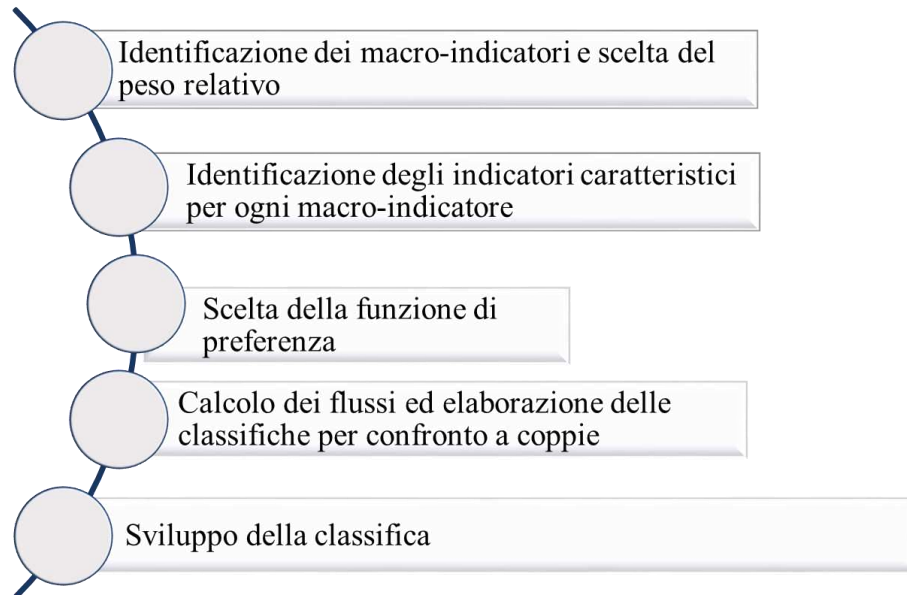 Identificazione dei macro-indicatori e scelta del
peso relativo
Identificazione degli indicatori caratteristici
per ogni macro-indicatore
Scelta della funzione di
preferenza
Calcolo dei flussi ed elaborazione delle
classifiche per confronto a coppie
Sviluppo della classifica